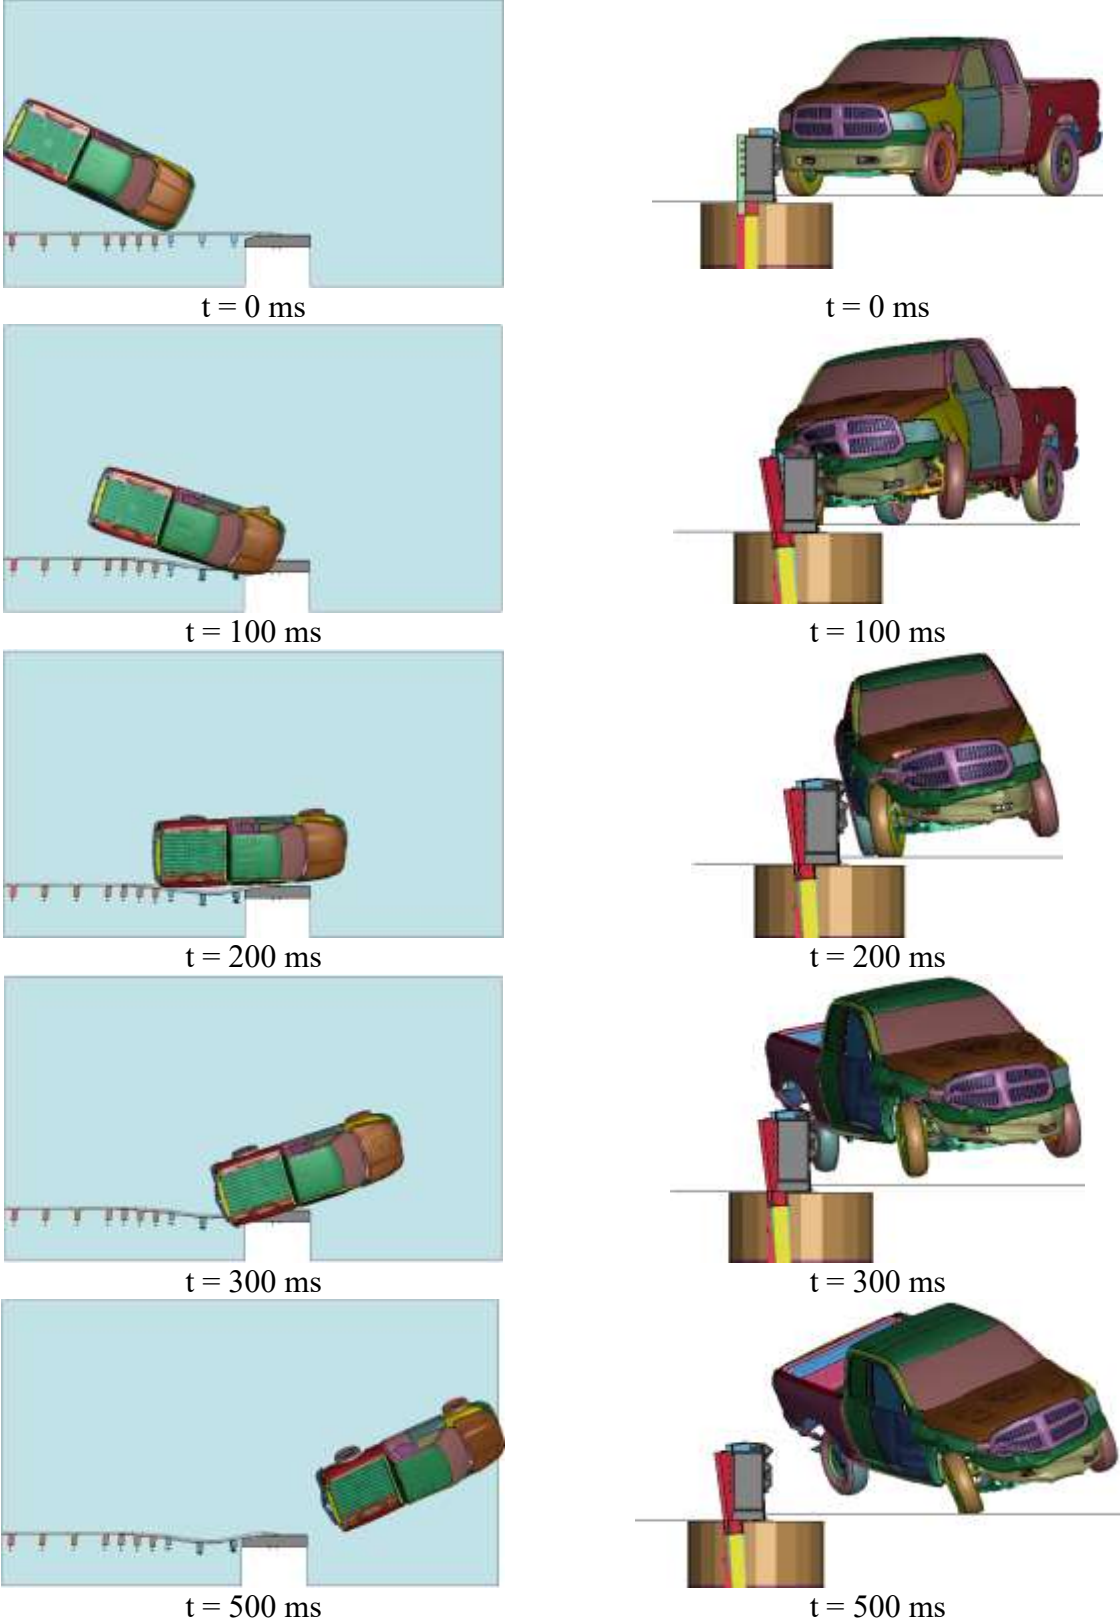 t = 0 ms
t = 0 ms
t = 100 ms
t = 100 ms
t = 200 ms
t = 200 ms
t = 300 ms
t = 300 ms
t = 500 ms
t = 500 ms